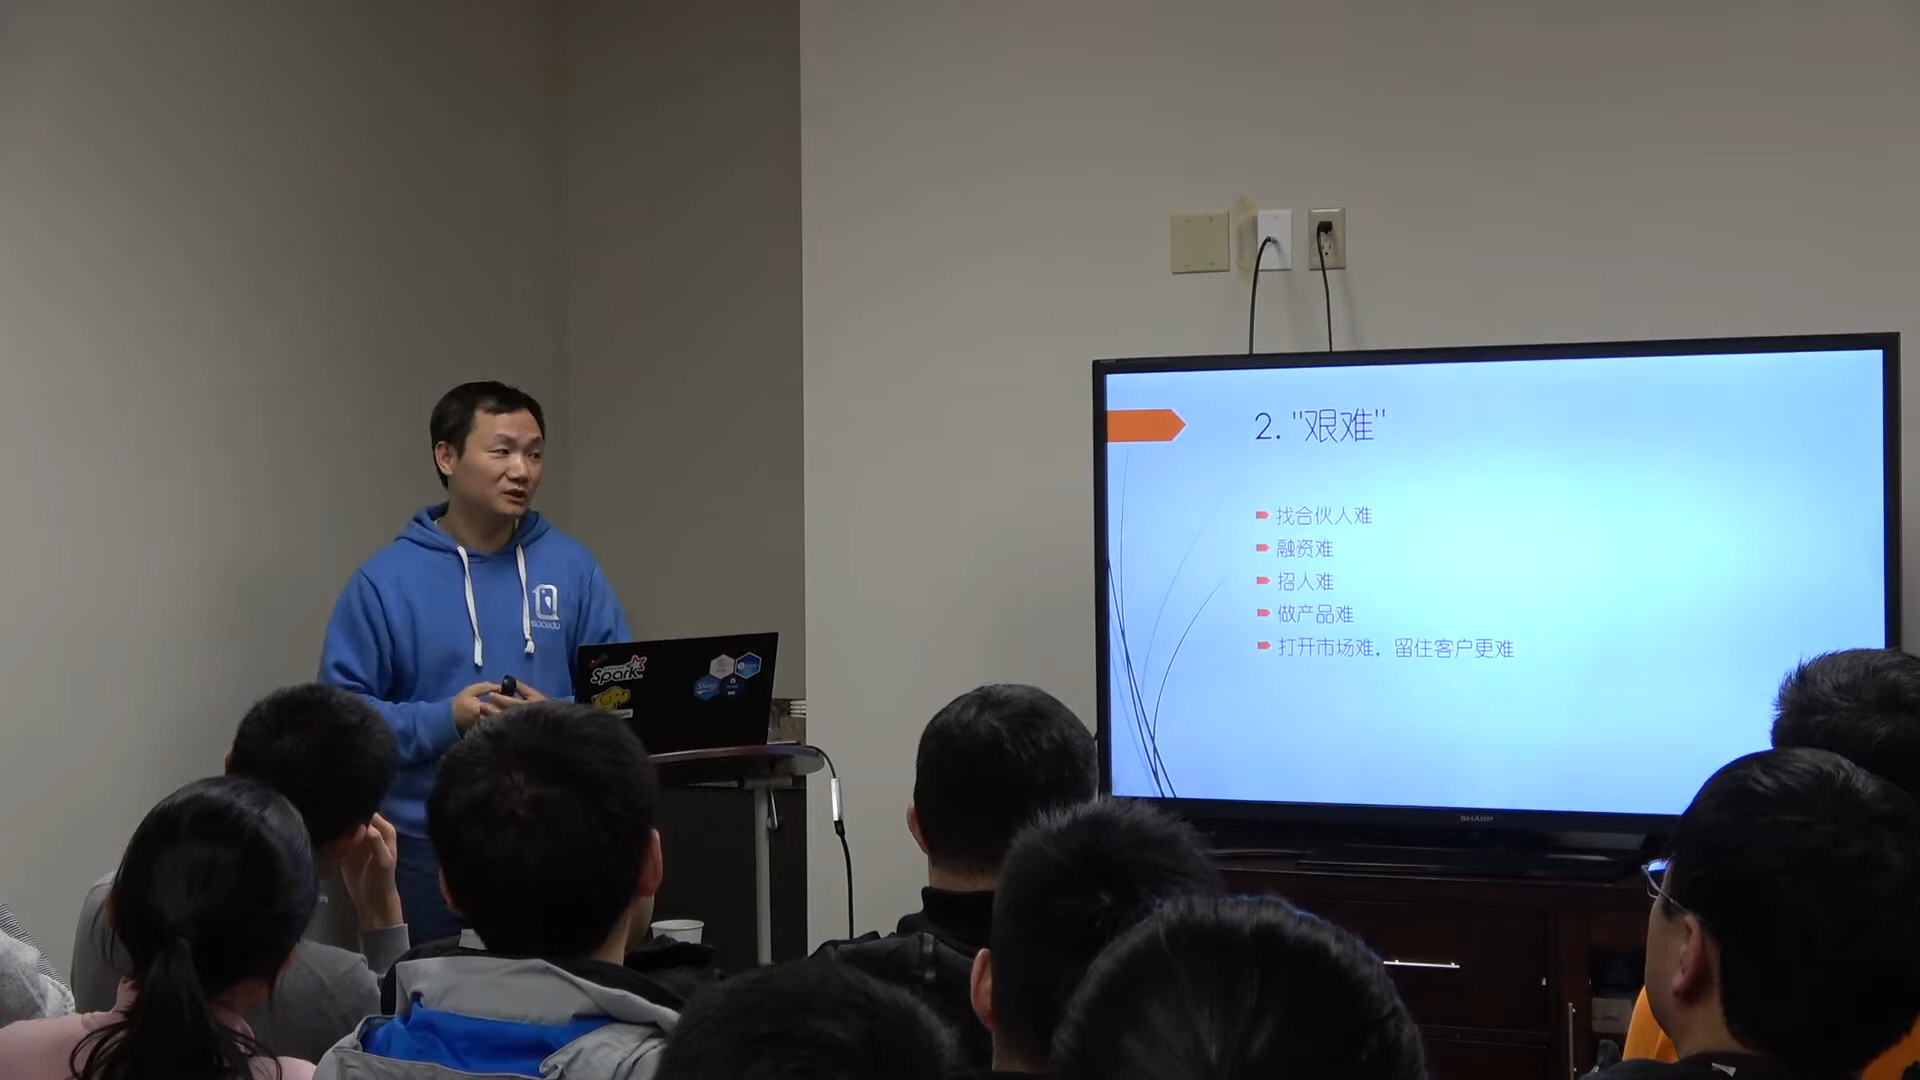 2. "艰难"
找合伙人难
融资难
招人难
做产品难
打开市场难，留住客户更难
APACHE
Spark
SHARP